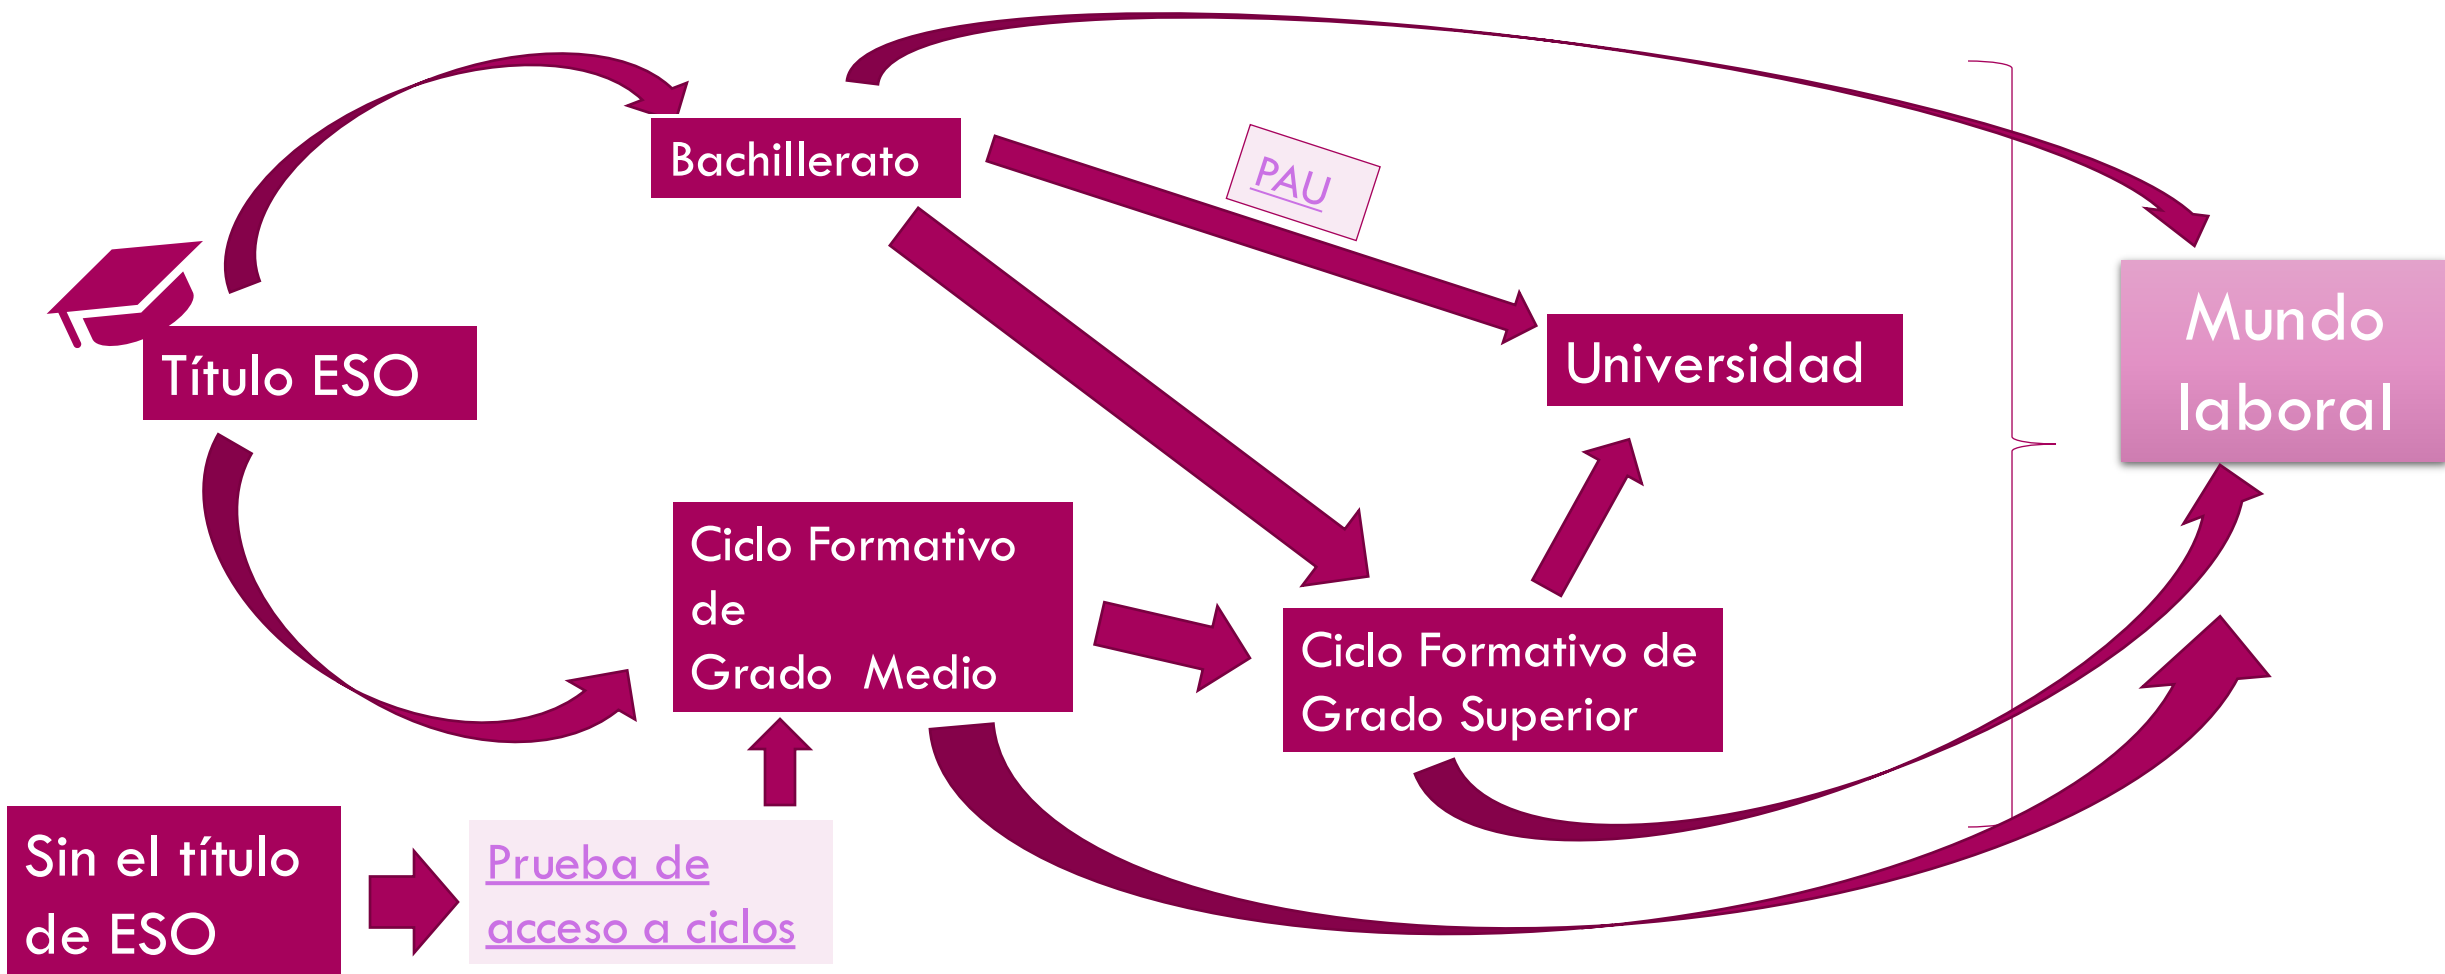 Bachillerato
PAU
Título ESO
Universidad
Mundo
laboral
Ciclo Formativo
de
Grado Medio
Ciclo Formativo de
Grado Superior
Sin el título
de ESO
Prueba de
acceso a ciclos